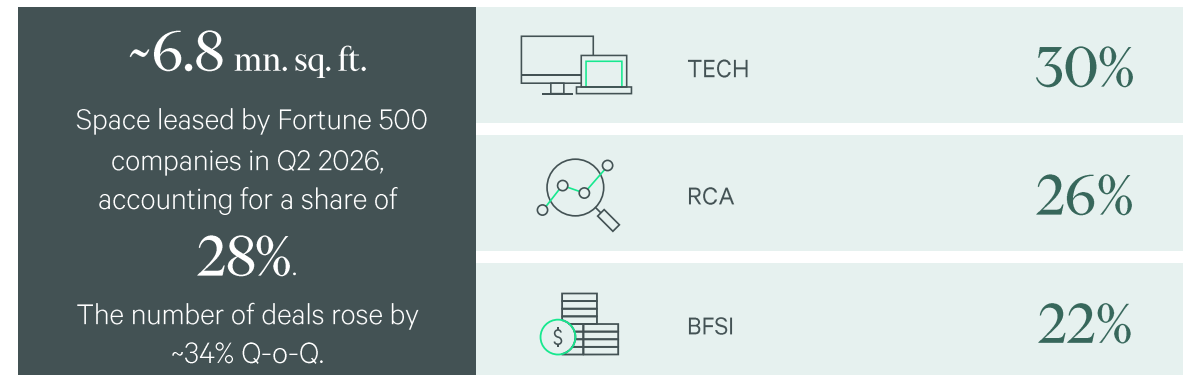 ~6.8 mn. sq. ft.
Space leased by Fortune 500
companies in Q2 2026,
accounting for a share of
28%.
The number of deals rose by
~34% Q-o-Q.
TECH 30%
RCA 26%
$
BFSI 22%